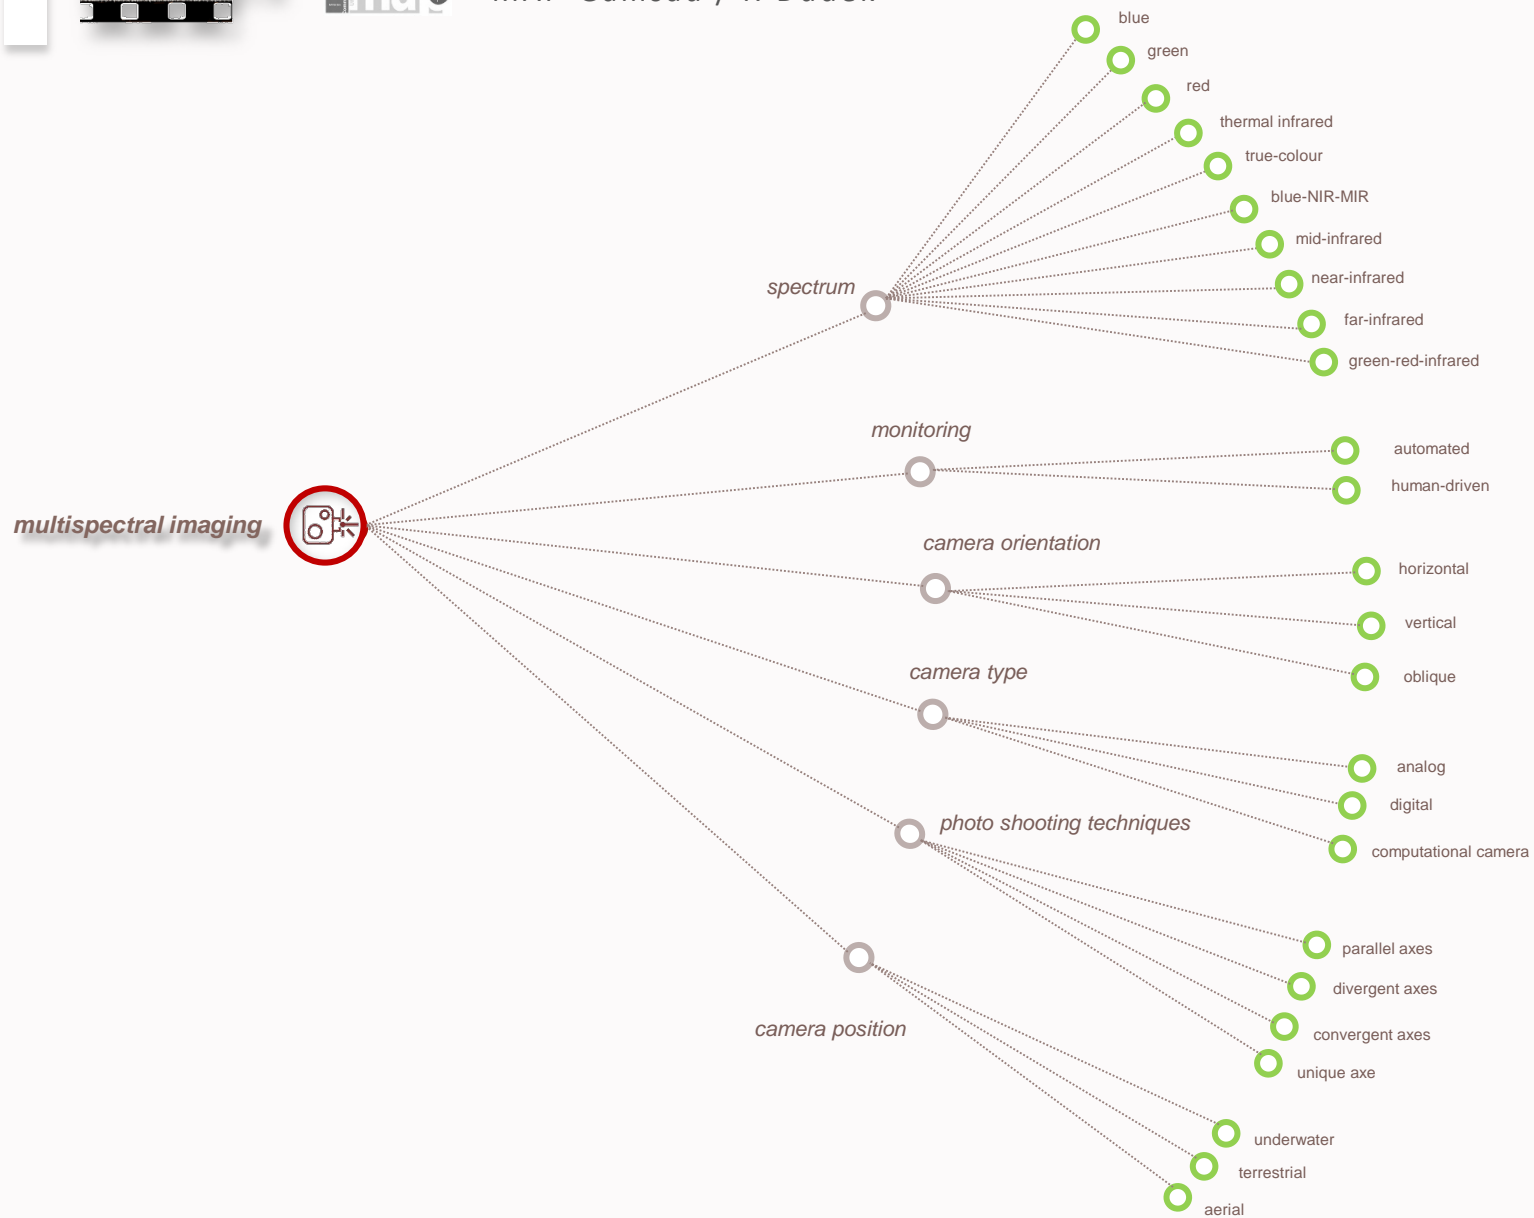 blue
green
red
thermal infrared
true-colour
blue-NIR-MIR
mid-infrared
near-infrared
far-infrared
green-red-infrared
spectrum
monitoring
automated
human-driven
multispectral imaging
camera orientation
horizontal
vertical
oblique
camera type
analog
digital
computational camera
photo shooting techniques
parallel axes
divergent axes
convergent axes
unique axe
camera position
underwater
terrestrial
aerial